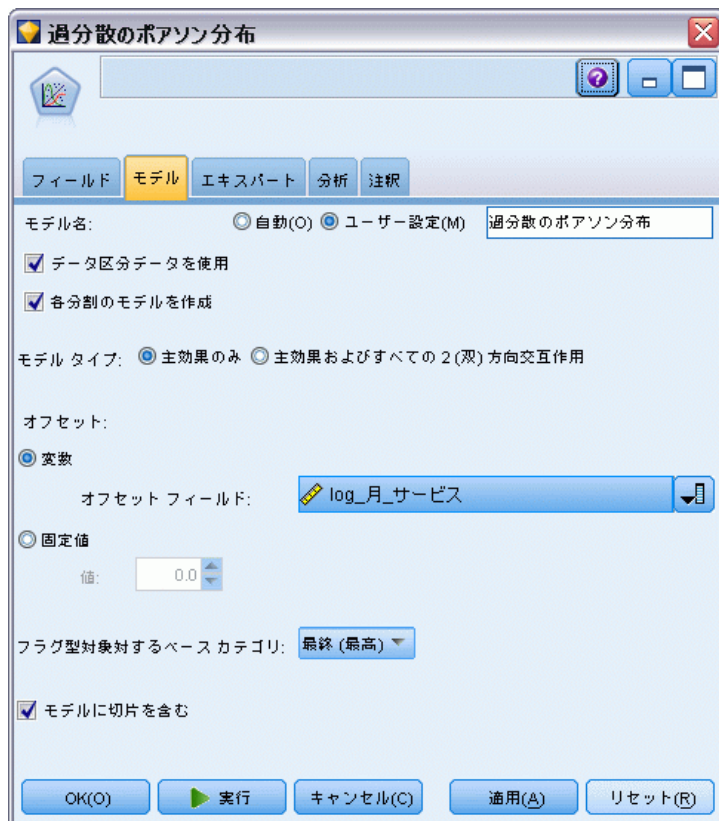 過分散のポアソン分布
フィールド モデル エキスパート 分析 注釈
モデル名: 自動(O) ユーザー設定(M) 過分散のポアソン分布
データ区分データを使用
各分割のモデルを作成
モデル タイプ: 主効果のみ 主効果およびすべての2(双)方向交互作用
オフセット:
変数
オフセット フィールド: log_月_サービス
固定値
値: 0.0
フラグ型対象対するベース カテゴリ: 最終 (最高)
モデルに切片を含む
OK(O) 実行 キャンセル(C) 適用(A) リセット(R)